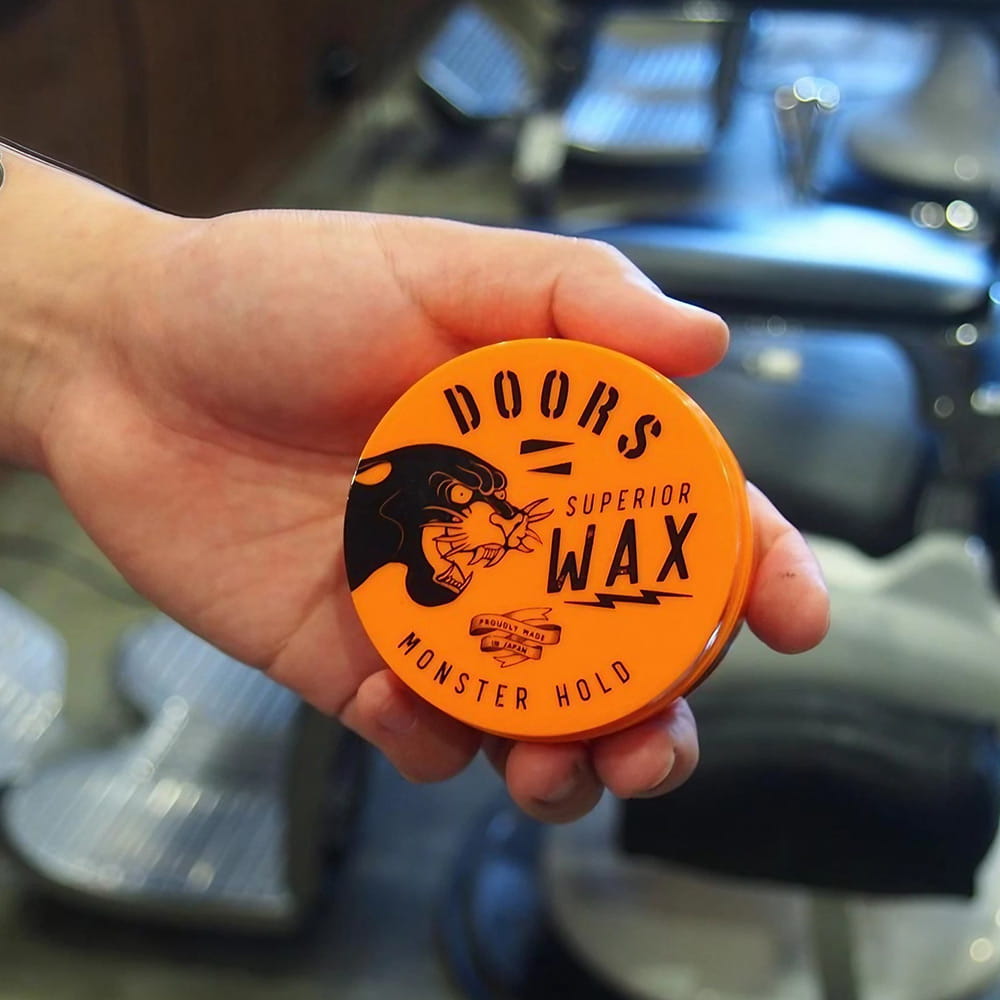 DOORS
SUPERIOR
WAX
PROUDLY MADE
IN JAPAN
MONSTER HOLD